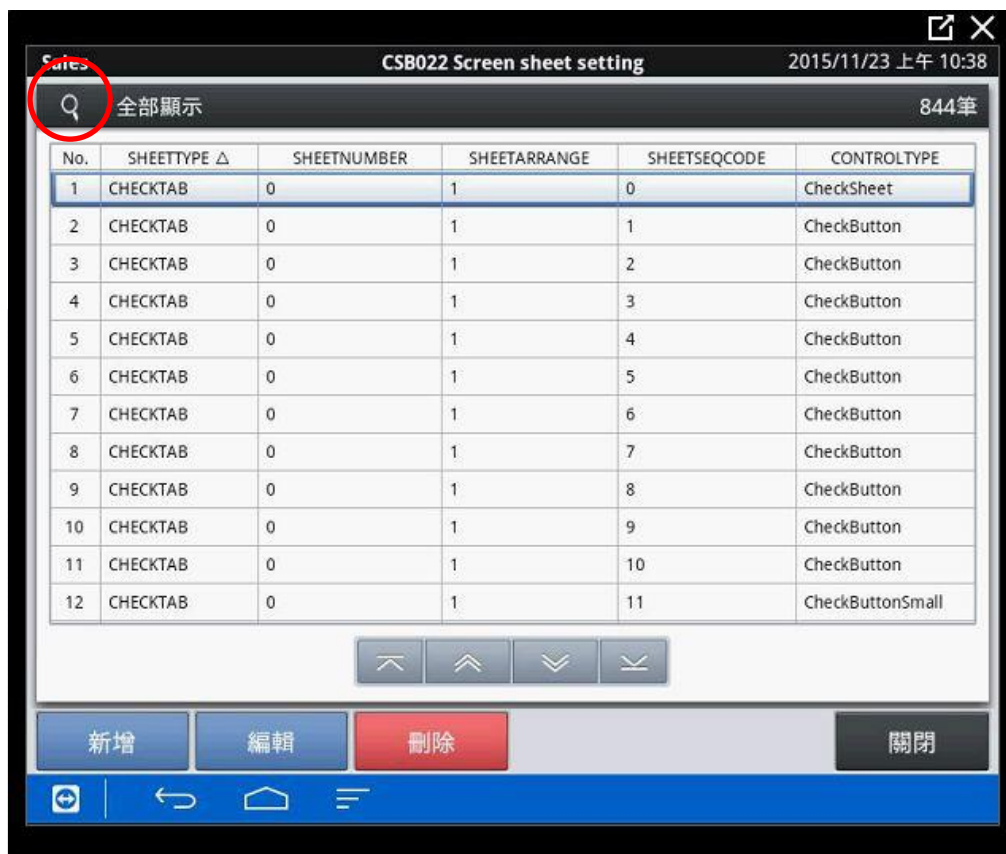 Sales CSB022 Screen sheet setting 2015/11/23 上午 10:38
全部顯示 844筆
No. SHEETTYPE △ SHEETNUMBER SHEETARRANGE SHEETSEQCODE CONTROLTYPE
1 CHECKTAB 0 1 0 CheckSheet
2 CHECKTAB 0 1 1 CheckButton
3 CHECKTAB 0 1 2 CheckButton
4 CHECKTAB 0 1 3 CheckButton
5 CHECKTAB 0 1 4 CheckButton
6 CHECKTAB 0 1 5 CheckButton
7 CHECKTAB 0 1 6 CheckButton
8 CHECKTAB 0 1 7 CheckButton
9 CHECKTAB 0 1 8 CheckButton
10 CHECKTAB 0 1 9 CheckButton
11 CHECKTAB 0 1 10 CheckButton
12 CHECKTAB 0 1 11 CheckButtonSmall
新增 編輯 刪除 關閉